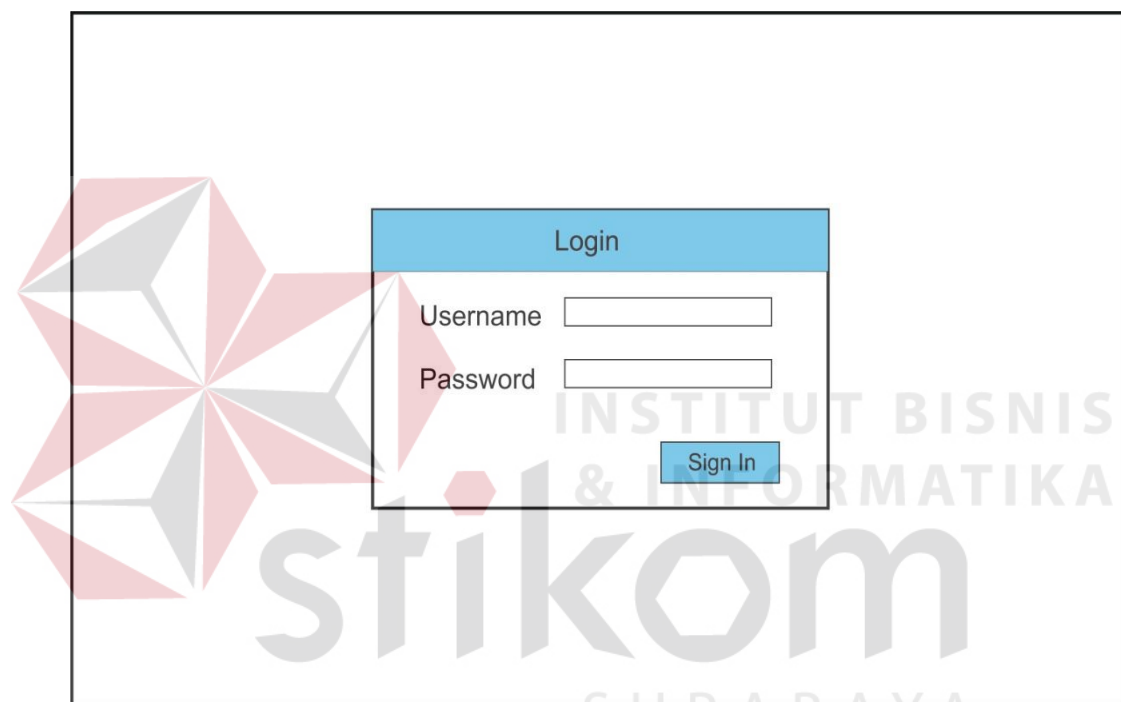 Login
Username
Password
INSTITUT BISNIS
Sign In
& INFORMATIKA
stikom
SURABAYA